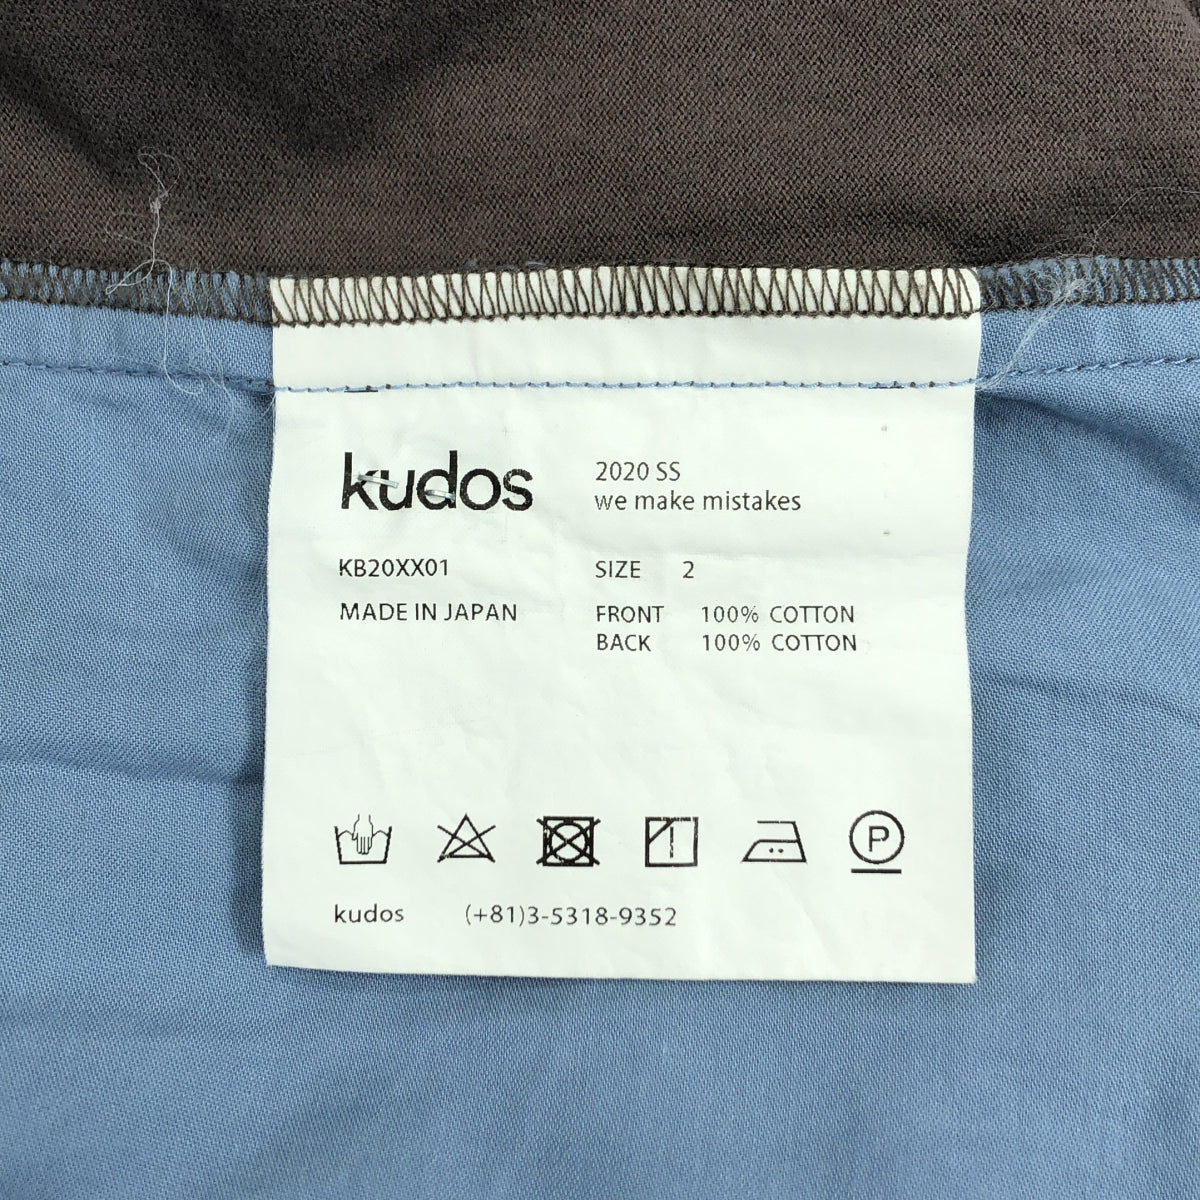 kudos
2020 SS
we make mistakes
KB20XX01
SIZE 2
MADE IN JAPAN
FRONT 100% COTTON
BACK 100% COTTON
P
kudos (+81)3-5318-9352